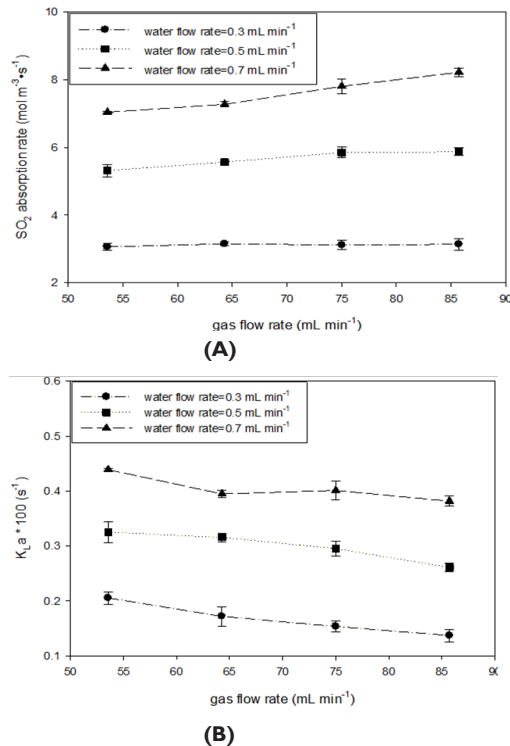 water flow rate=0.3 mL min⁻¹
water flow rate=0.5 mL min⁻¹
water flow rate=0.7 mL min⁻¹
SO₂ absorption rate (mol m⁻³•s⁻¹)
10
8
6
4
2
50 55 60 65 70 75 80 85 90
gas flow rate (mL min⁻¹)
(A)
water flow rate=0.3 mL min⁻¹
water flow rate=0.5 mL min⁻¹
water flow rate=0.7 mL min⁻¹
K_L a * 100 (s⁻¹)
0.6
0.5
0.4
0.3
0.2
0.1
50 55 60 65 70 75 80 85 90
gas flow rate (mL min⁻¹)
(B)